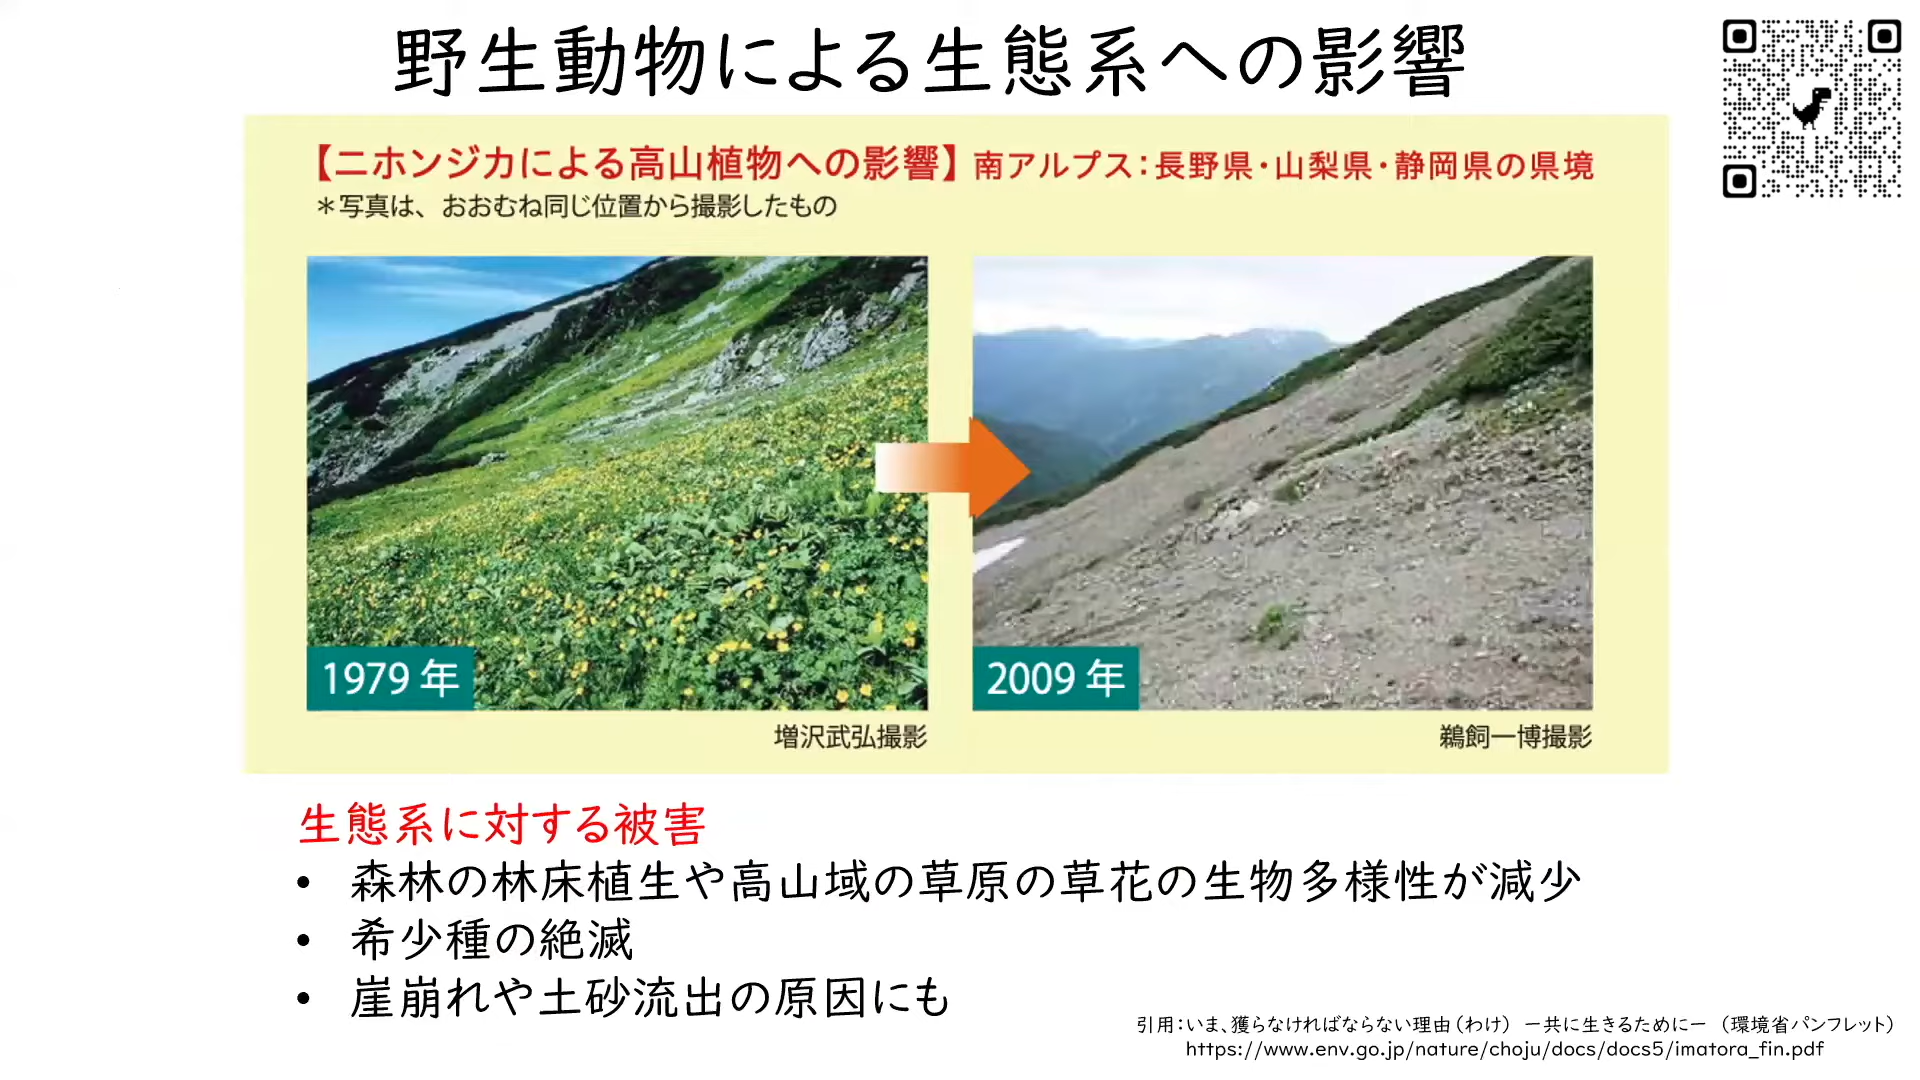 野生動物による生態系への影響
【ニホンジカによる高山植物への影響】南アルプス：長野県・山梨県・静岡県の県境
＊写真は、おおむね同じ位置から撮影したもの
1979年
2009年
増沢武弘撮影
鵜飼一博撮影
生態系に対する被害
• 森林の林床植生や高山域の草原の草花の生物多様性が減少
• 希少種の絶滅
• 崖崩れや土砂流出の原因にも
引用：いま、獲らなければならない理由（わけ） ー共に生きるためにー （環境省パンフレット）
https://www.env.go.jp/nature/choju/docs/docs5/imatora_fin.pdf